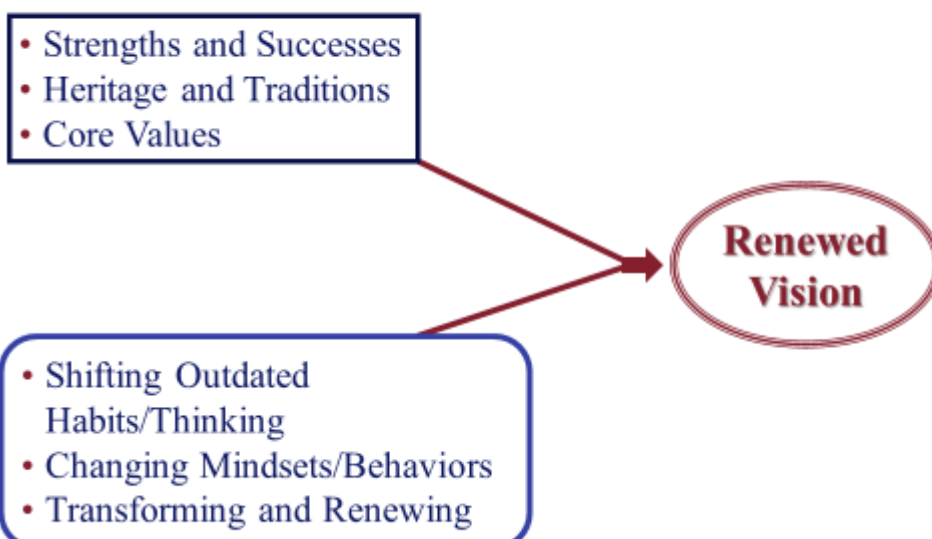 • Strengths and Successes
• Heritage and Traditions
• Core Values
Renewed
Vision
• Shifting Outdated
Habits/Thinking
• Changing Mindsets/Behaviors
• Transforming and Renewing